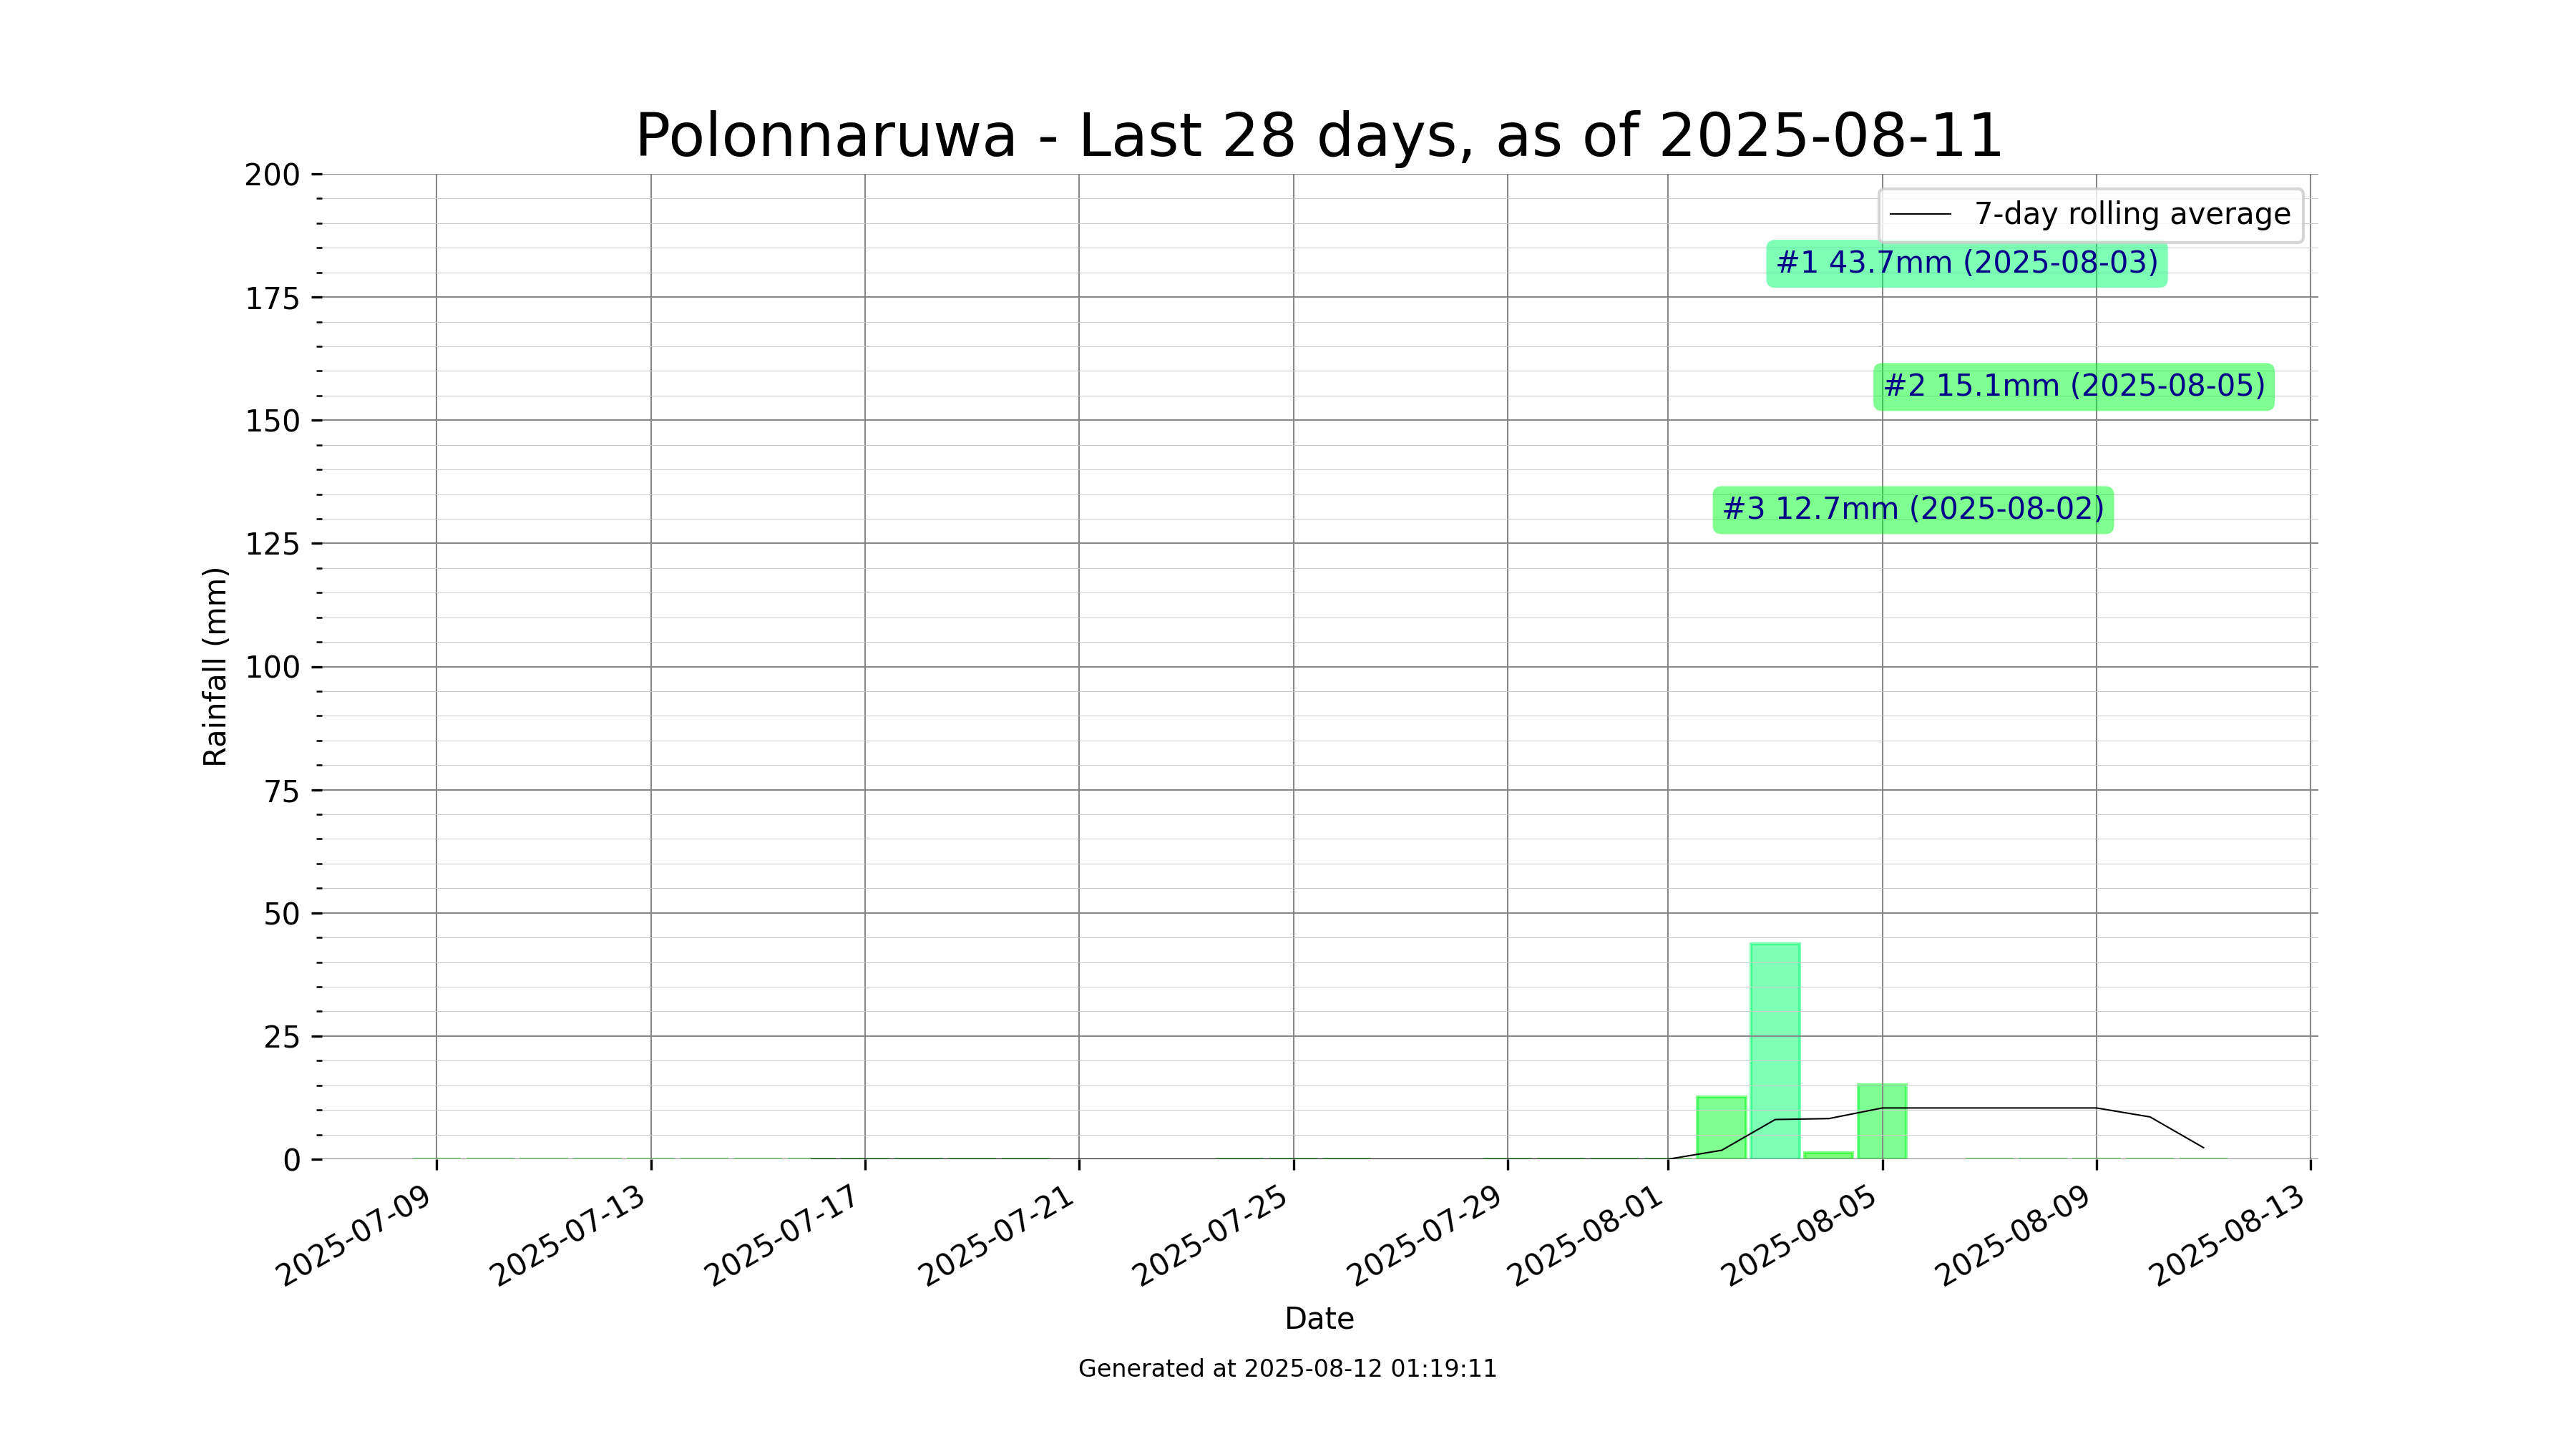 Polonnaruwa - Last 28 days, as of 2025-08-11
7-day rolling average
#1 43.7mm (2025-08-03)
#2 15.1mm (2025-08-05)
#3 12.7mm (2025-08-02)
Rainfall (mm)
200
175
150
125
100
75
50
25
0
2025-07-09
2025-07-13
2025-07-17
2025-07-21
2025-07-25
2025-07-29
2025-08-01
2025-08-05
2025-08-09
2025-08-13
Date
Generated at 2025-08-12 01:19:11